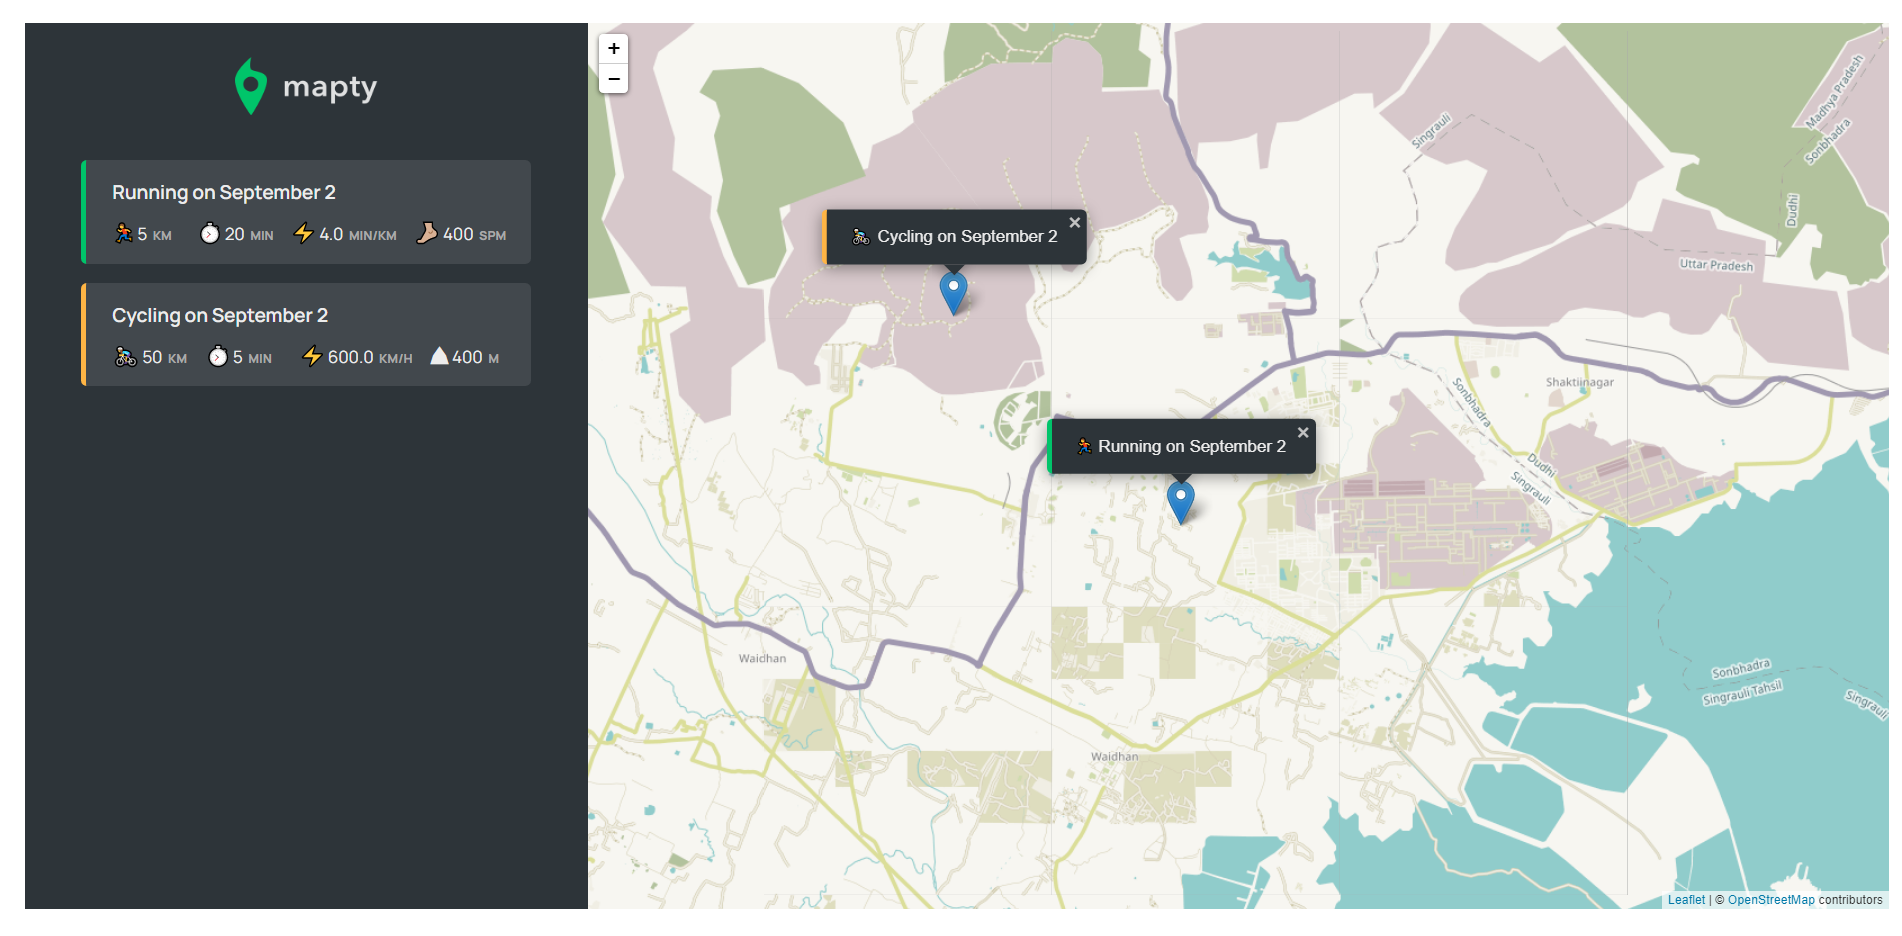 mapty
Running on September 2
5 KM 20 MIN 4.0 MIN/KM 400 SPM
Cycling on September 2
50 KM 5 MIN 600.0 KM/H 400 M
+
−
Cycling on September 2 ×
Running on September 2 ×
Singrauli
Madhya Pradesh
Sonbhadra
Dudhi
Uttar Pradesh
Shaktinagar
Sonbhadra
Dudhi
Singrauli
Waidhan
Sonbhadra
Singrauli Tahsil
Singrauli
Waidhan
Leaflet | © OpenStreetMap contributors